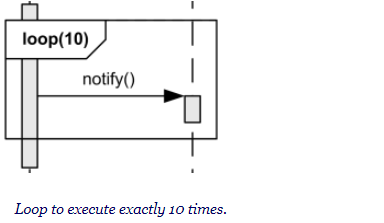 loop(10)
notify()
Loop to execute exactly 10 times.